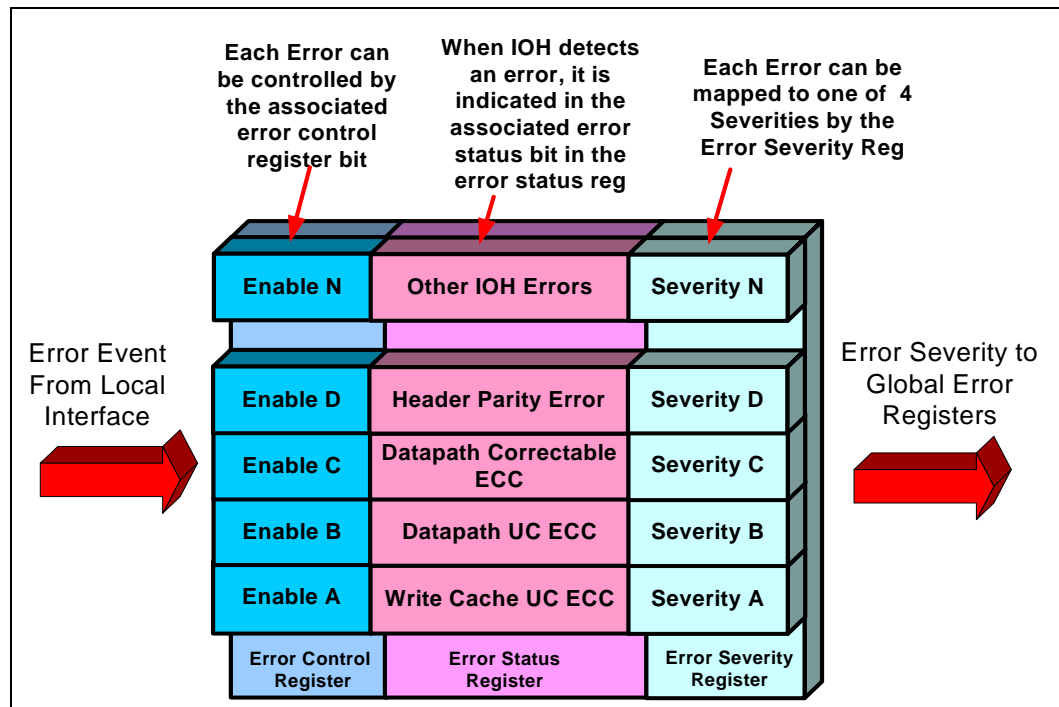 Each Error can
be controlled by
the associated
error control
register bit
When IOH detects
an error, it is
indicated in the
associated error
status bit in the
error status reg
Each Error can be
mapped to one of 4
Severities by the
Error Severity Reg
Error Event
From Local
Interface
Enable N
Other IOH Errors
Severity N
Enable D
Header Parity Error
Severity D
Enable C
Datapath Correctable
ECC
Severity C
Enable B
Datapath UC ECC
Severity B
Enable A
Write Cache UC ECC
Severity A
Error Control
Register
Error Status
Register
Error Severity
Register
Error Severity to
Global Error
Registers